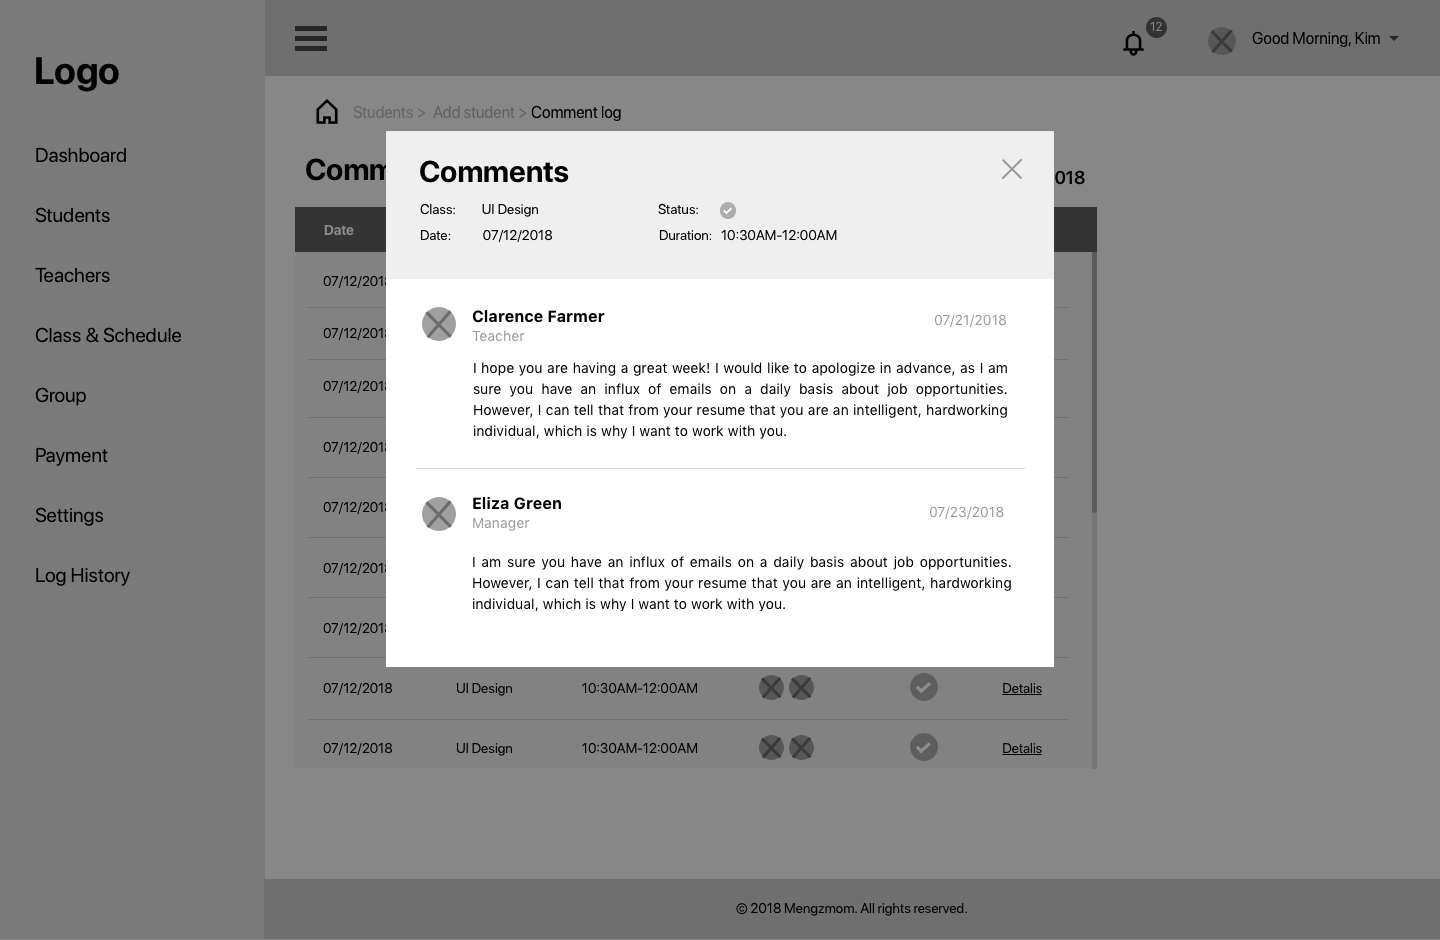 Logo
Dashboard
Students
Teachers
Class & Schedule
Group
Payment
Settings
Log History
12
Good Morning, Kim
Students > Add student > Comment log
Comments
Class: UI Design
Status:
Date: 07/12/2018
Duration: 10:30AM-12:00AM
Clarence Farmer
07/21/2018
Teacher
I hope you are having a great week! I would like to apologize in advance, as I am
sure you have an influx of emails on a daily basis about job opportunities.
However, I can tell that from your resume that you are an intelligent, hardworking
individual, which is why I want to work with you.
Eliza Green
07/23/2018
Manager
I am sure you have an influx of emails on a daily basis about job opportunities.
However, I can tell that from your resume that you are an intelligent, hardworking
individual, which is why I want to work with you.
Comm
018
Date
07/12/201
07/12/201
07/12/201
07/12/201
07/12/201
07/12/201
07/12/201
07/12/2018 UI Design 10:30AM-12:00AM Detalis
07/12/2018 UI Design 10:30AM-12:00AM Detalis
© 2018 Mengzmom. All rights reserved.